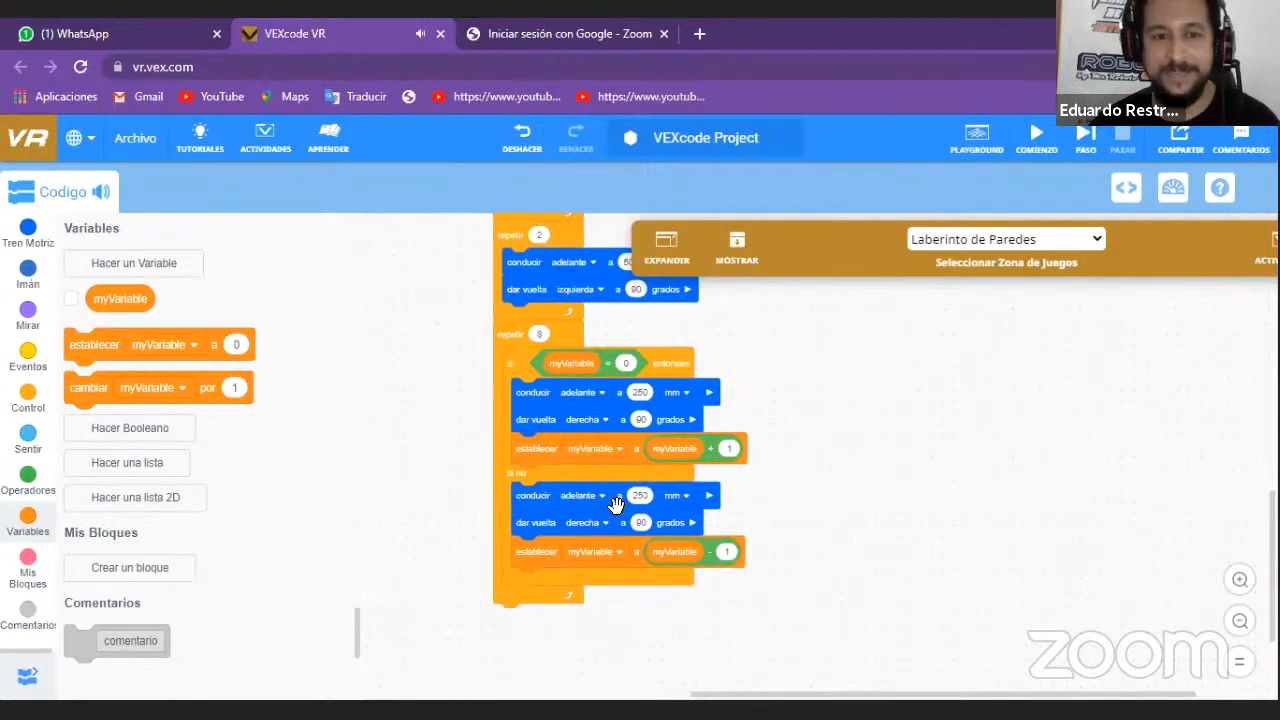 (1) WhatsApp
VEXcode VR
Iniciar sesión con Google - Zoom
vr.vex.com
Aplicaciones
Gmail
YouTube
Maps
Traducir
https://www.youtub...
https://www.youtub...
Eduardo Restr...
VR
Archivo
TUTORIALES
ACTIVIDADES
APRENDER
DESHACER
REHACER
VEXcode Project
PLAYGROUND
COMIENZO
PASO
PARAR
COMPARTIR
COMENTARIOS
Codigo
Tren Motriz
Imán
Mirar
Eventos
Control
Sentir
Operadores
Variables
Mis Bloques
Comentarios
Variables
Hacer un Variable
myVariable
establecer myVariable a 0
cambiar myVariable por 1
Hacer Booleano
Hacer una lista
Hacer una lista 2D
Mis Bloques
Crear un bloque
Comentarios
comentario
EXPANDIR
MOSTRAR
Laberinto de Paredes
Seleccionar Zona de Juegos
repetir 2
conducir adelante a
dar vuelta izquierda a 90 grados
repetir 8
si myVariable = 0 entonces
conducir adelante a 250 mm
dar vuelta derecha a 90 grados
establecer myVariable a myVariable + 1
si no
conducir adelante a 250 mm
dar vuelta derecha a 90 grados
establecer myVariable a myVariable - 1
zoom